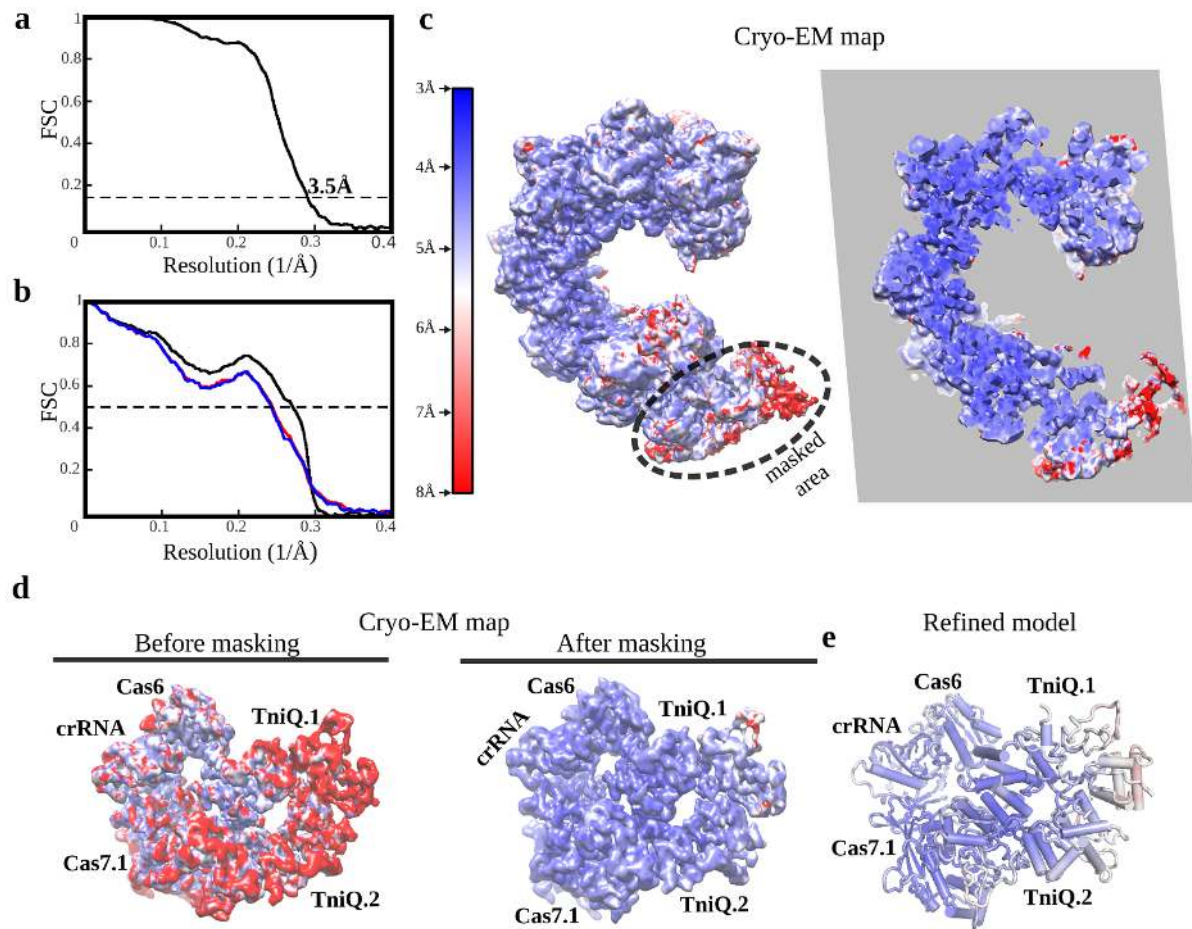 a
1
0.8
0.6
0.4
0.2
FSC
3.5Å
0
0.1
0.2
0.3
0.4
Resolution (1/Å)
b
1
0.8
0.6
0.4
0.2
FSC
0
0.1
0.2
0.3
0.4
Resolution (1/Å)
c
Cryo-EM map
3Å
4Å
5Å
6Å
7Å
8Å
masked
area
d
Cryo-EM map
Before masking
After masking
Cas6
crRNA
TniQ.1
Cas7.1
TniQ.2
Cas6
crRNA
TniQ.1
Cas7.1
TniQ.2
e
Refined model
Cas6
TniQ.1
crRNA
Cas7.1
TniQ.2